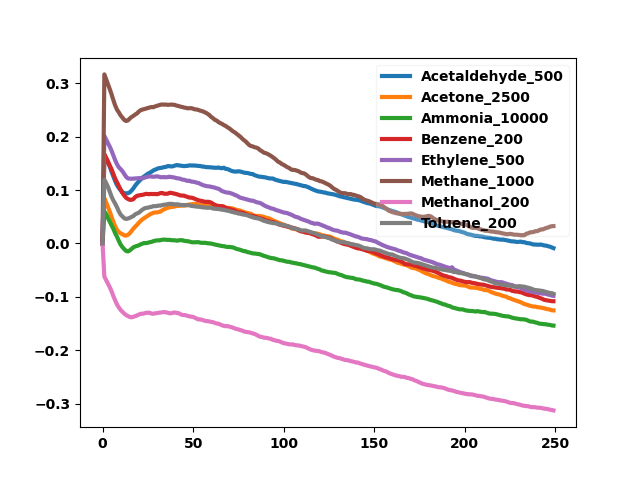 0.3
0.2
0.1
0.0
−0.1
−0.2
−0.3
0 50 100 150 200 250
Acetaldehyde_500
Acetone_2500
Ammonia_10000
Benzene_200
Ethylene_500
Methane_1000
Methanol_200
Toluene_200